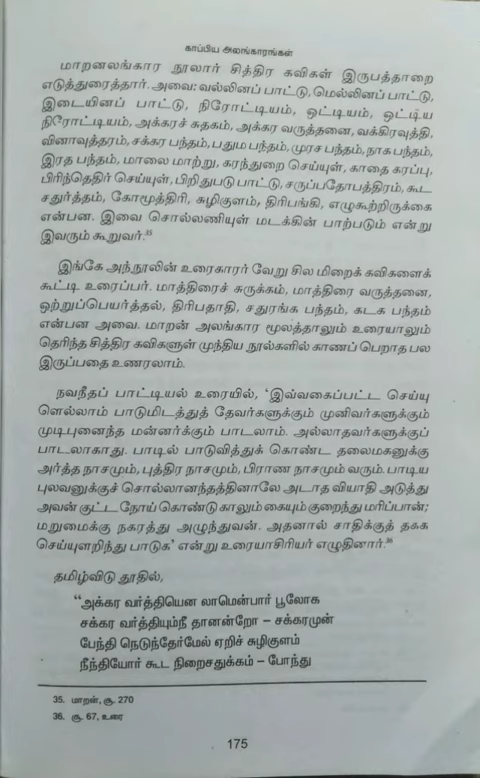 காப்பிய அலங்காரங்கள்
மாறனலங்கார நூலார் சித்திர கவிகள் இருபத்தாறை
எடுத்துரைத்தார். அவை: வல்லினப் பாட்டு, மெல்லினப் பாட்டு,
இடையினப் பாட்டு, நிரோட்டியம், ஒட்டியம், ஒட்டிய
நிரோட்டியம், அக்கரச் சுதகம், அக்கர வருத்தனை, வக்கிரவுத்தி,
வினாவுத்தரம், சக்கர பந்தம், பதும பந்தம், முரச பந்தம், நாக பந்தம்,
இரத பந்தம், மாலை மாற்று, கரந்துறை செய்யுள், காதை கரப்பு,
பிரிந்தெதிர் செய்யுள், பிறிதுபடு பாட்டு, சருப்பதோபத்திரம், கூட
சதுர்த்தம், கோமூத்திரி, சுழிகுளம், திரிபங்கி, எழுகூற்றிருக்கை
என்பன. இவை சொல்லணியுள் மடக்கின் பாற்படும் என்று
இவரும் கூறுவர்.35
இங்கே அந்நூலின் உரைகாரர் வேறு சில மிறைக் கவிகளைக்
கூட்டி உரைப்பர். மாத்திரைச் சுருக்கம், மாத்திரை வருத்தனை,
ஒற்றுப்பெயர்த்தல், திரிபதாதி, சதுரங்க பந்தம், கடக பந்தம்
என்பன அவை. மாறன் அலங்கார மூலத்தாலும் உரையாலும்
தெரிந்த சித்திர கவிகளுள் முந்திய நூல்களில் காணப் பெறாத பல
இருப்பதை உணரலாம்.
நவநீதப் பாட்டியல் உரையில், 'இவ்வகைப்பட்ட செய்யு
ளெல்லாம் பாடுமிடத்துத் தேவர்களுக்கும் முனிவர்களுக்கும்
முடிபுனைந்த மன்னர்க்கும் பாடலாம். அல்லாதவர்களுக்குப்
பாடலாகாது. பாடில் பாடுவித்துக் கொண்ட தலைமகனுக்கு
அர்த்த நாசமும், புத்திர நாசமும், பிராண நாசமும் வரும். பாடிய
புலவனுக்குச் சொல்லானந்தத்தினாலே அடாத வியாதி அடுத்து
அவன் குட்ட நோய் கொண்டு காலும் கையும் குறைந்து மரிப்பான்;
மறுமைக்கு நகரத்து அழுந்துவன். அதனால் சாதிக்குத் தகக
செய்யுளறிந்து பாடுக' என்று உரையாசிரியர் எழுதினார்.36
தமிழ்விடு தூதில்,
"அக்கர வர்த்தியென லாமென்பார் பூலோக
சக்கர வர்த்தியும்நீ தானன்றோ – சக்கரமுன்
பேந்தி நெடுந்தேர்மேல் ஏறிச் சுழிகுளம்
நீந்தியோர் கூட நிறைசதுக்கம் – போந்து
35. மாறன், சூ. 270
36. சூ. 67, உரை
175